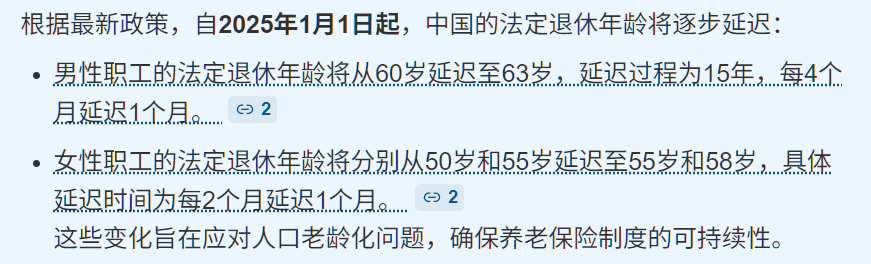 根据最新政策，自2025年1月1日起，中国的法定退休年龄将逐步延迟：
• 男性职工的法定退休年龄将从60岁延迟至63岁，延迟过程为15年，每4个
月延迟1个月。 2
• 女性职工的法定退休年龄将分别从50岁和55岁延迟至55岁和58岁，具体
延迟时间为每2个月延迟1个月。 2
这些变化旨在应对人口老龄化问题，确保养老保险制度的可持续性。